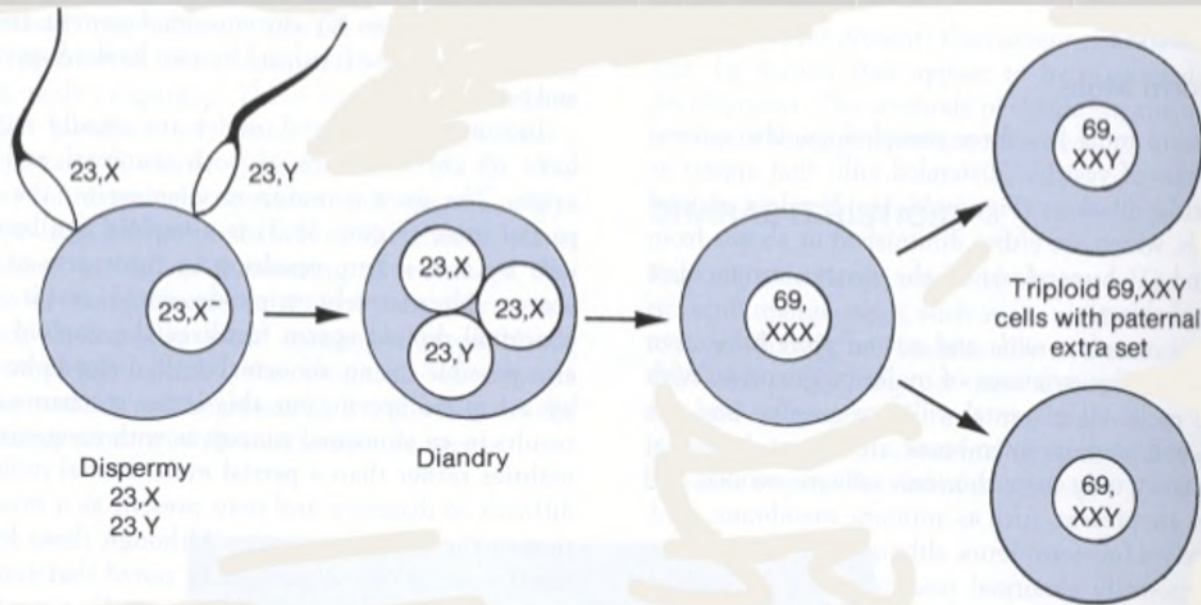 23,X
23,Y
23,X
Dispermy
23,X
23,Y
23,X
23,X
23,Y
Diandry
69,
XXX
69,
XXY
Triploid 69,XXY
cells with paternal
extra set
69,
XXY